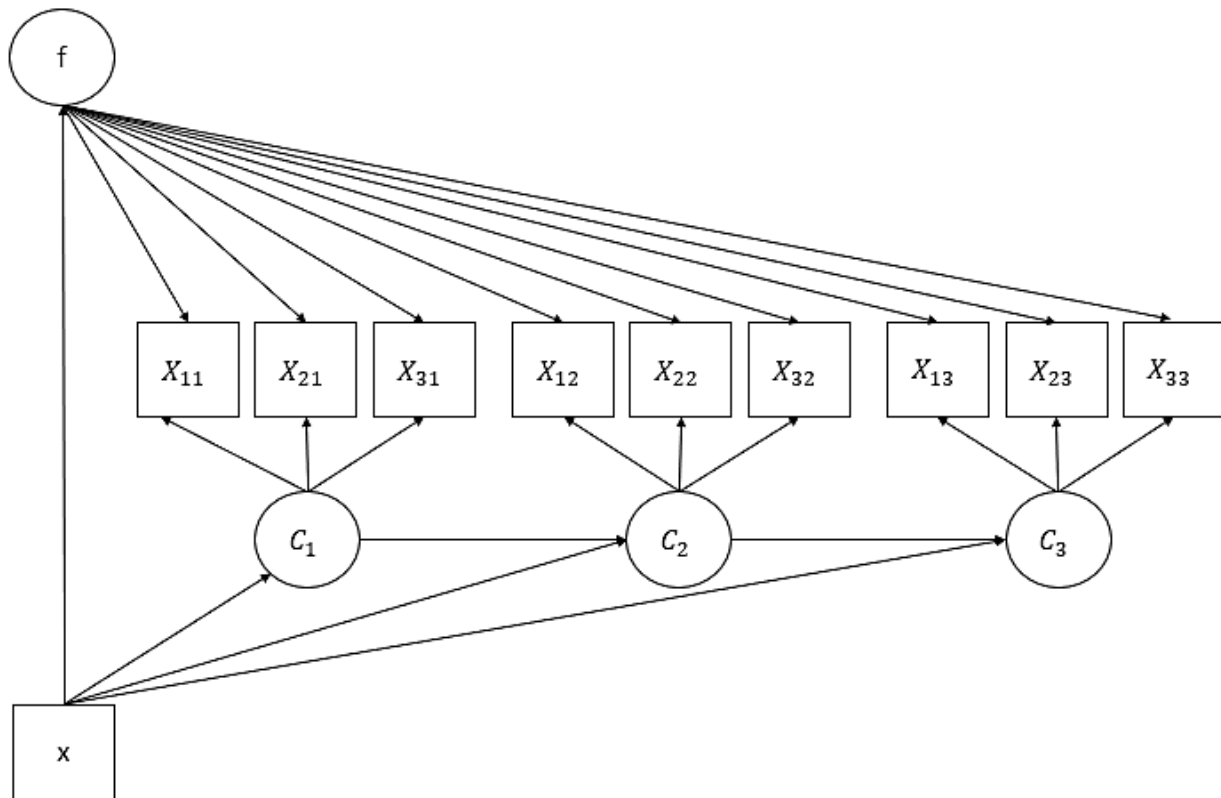 f
X₁₁ X₂₁ X₃₁ X₁₂ X₂₂ X₃₂ X₁₃ X₂₃ X₃₃
C₁ C₂ C₃
x